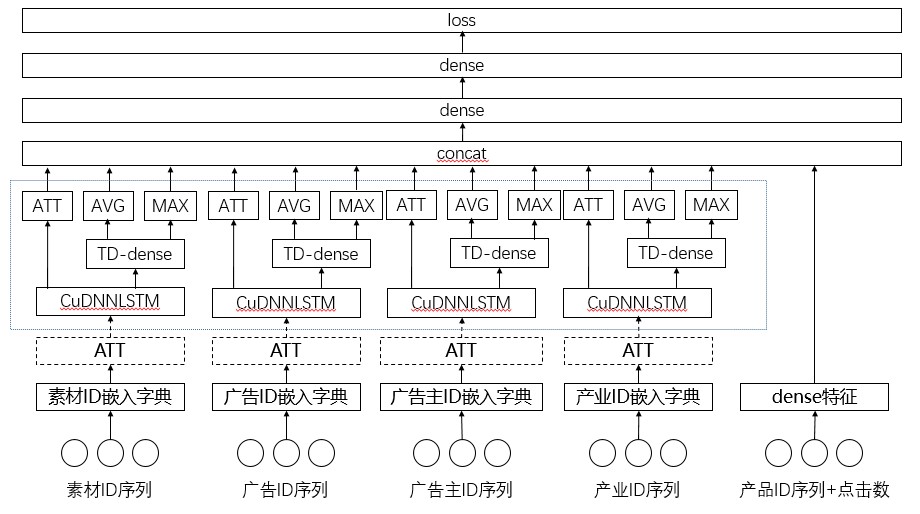 loss
dense
dense
concat
ATT AVG MAX ATT AVG MAX ATT AVG MAX ATT AVG MAX
TD-dense TD-dense TD-dense TD-dense
CuDNNLSTM CuDNNLSTM CuDNNLSTM CuDNNLSTM
ATT ATT ATT ATT
素材ID嵌入字典 广告ID嵌入字典 广告主ID嵌入字典 产业ID嵌入字典 dense特征
素材ID序列 广告ID序列 广告主ID序列 产业ID序列 产品ID序列+点击数